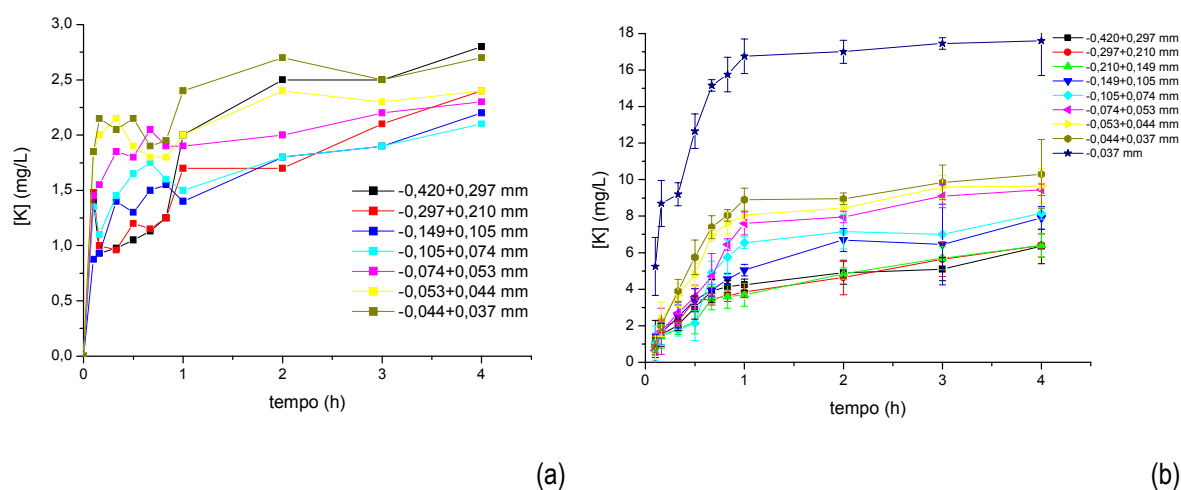 3,0
2,5
2,0
1,5
1,0
0,5
0,0
[K] (mg/L)
0 1 2 3 4
tempo (h)
-0,420+0,297 mm
-0,297+0,210 mm
-0,149+0,105 mm
-0,105+0,074 mm
-0,074+0,053 mm
-0,053+0,044 mm
-0,044+0,037 mm
(a)
18
16
14
12
10
8
6
4
2
0
[K] (mg/L)
0 1 2 3 4
tempo (h)
-0,420+0,297 mm
-0,297+0,210 mm
-0,210+0,149 mm
-0,149+0,105 mm
-0,105+0,074 mm
-0,074+0,053 mm
-0,053+0,044 mm
-0,044+0,037 mm
-0,037 mm
(b)